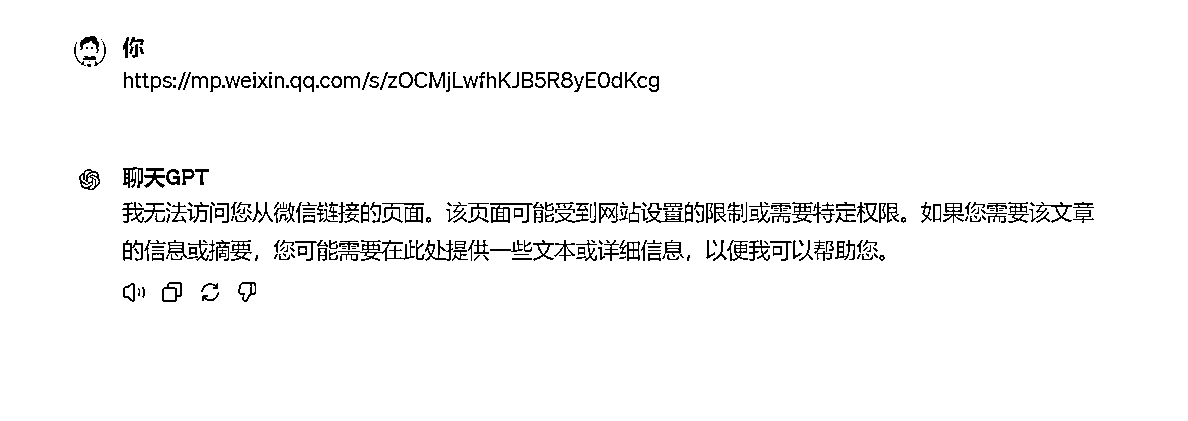 你
https://mp.weixin.qq.com/s/zOCMjLwfhKJB5R8yE0dKcg
聊天GPT
我无法访问您从微信链接的页面。该页面可能受到网站设置的限制或需要特定权限。如果您需要该文章
的信息或摘要，您可能需要在此处提供一些文本或详细信息，以便我可以帮助您。